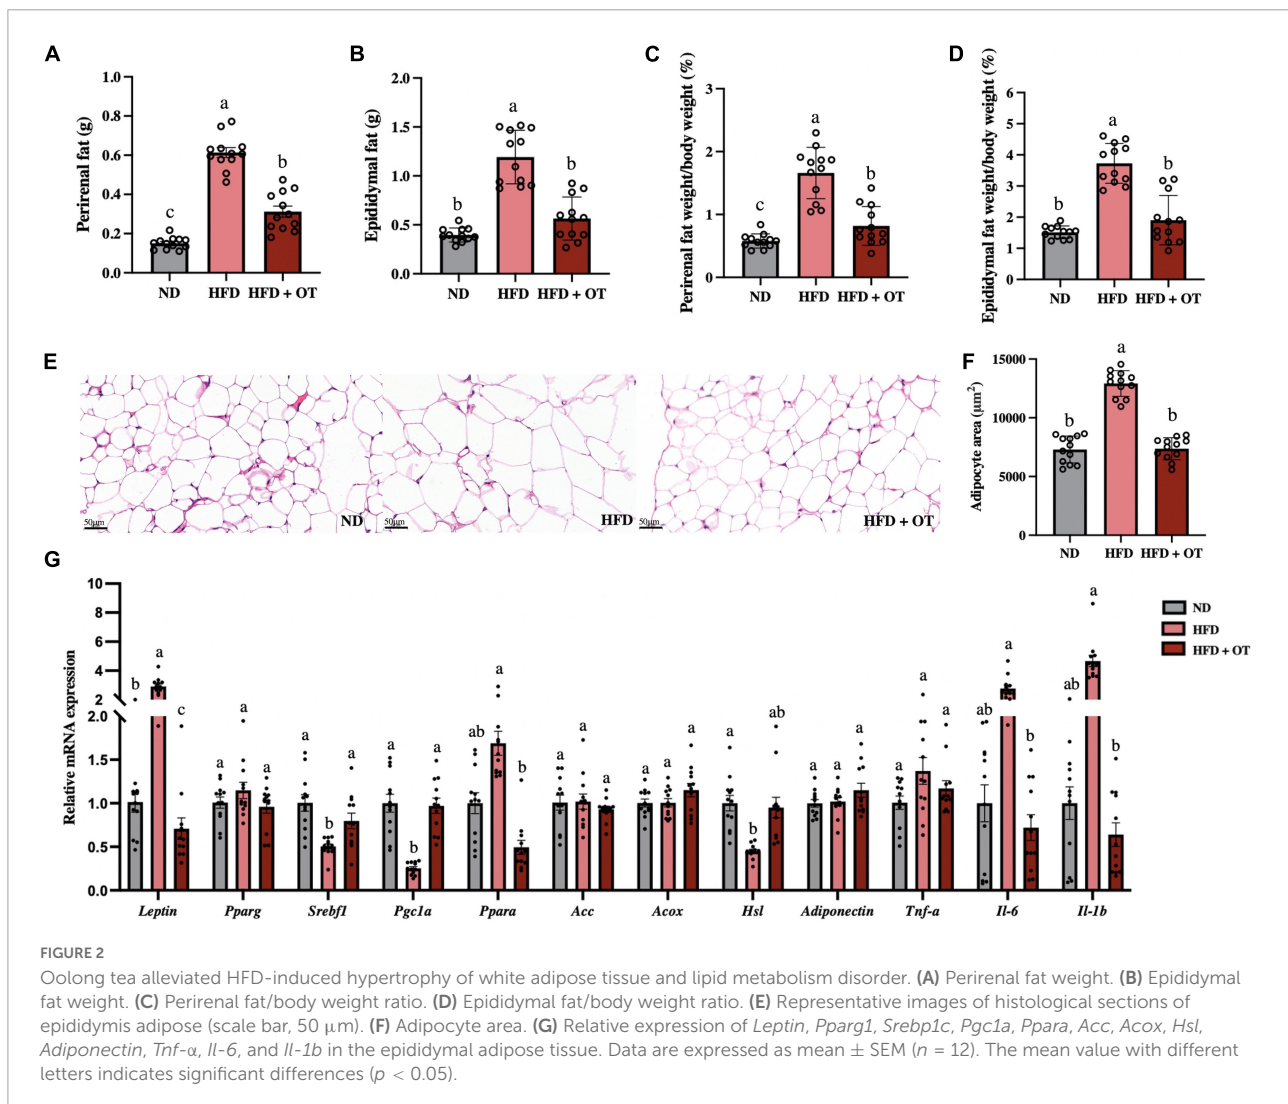 A
Perirenal fat (g)
1.0
0.8
0.6
0.4
0.2
0.0
c
a
b
ND
HFD
HFD + OT
B
Epididymal fat (g)
2.0
1.5
1.0
0.5
0.0
b
a
b
ND
HFD
HFD + OT
C
Perirenal fat weight/body weight (%)
3
2
1
0
c
a
b
ND
HFD
HFD + OT
D
Epididymal fat weight/body weight (%)
6
5
4
3
2
1
0
b
a
b
ND
HFD
HFD + OT
E
50μm
ND
50μm
HFD
50μm
HFD + OT
F
Adipocyte area (μm²)
15000
10000
5000
0
b
a
b
ND
HFD
HFD + OT
G
Relative mRNA expression
10
8
6
4
2
2.0
1.5
1.0
0.5
0.0
b a c
a a a
a b a
a b a
ab a b
a a a
a a a
a b ab
a a a
a a a
ab a b
ab a b
Leptin
Pparg
Srebf1
Pgc1a
Ppara
Acc
Acox
Hsl
Adiponectin
Tnf-a
Il-6
Il-1b
ND
HFD
HFD + OT
FIGURE 2
Oolong tea alleviated HFD-induced hypertrophy of white adipose tissue and lipid metabolism disorder. (A) Perirenal fat weight. (B) Epididymal
fat weight. (C) Perirenal fat/body weight ratio. (D) Epididymal fat/body weight ratio. (E) Representative images of histological sections of
epididymis adipose (scale bar, 50 μm). (F) Adipocyte area. (G) Relative expression of Leptin, Pparg1, Srebp1c, Pgc1a, Ppara, Acc, Acox, Hsl,
Adiponectin, Tnf-α, Il-6, and Il-1b in the epididymal adipose tissue. Data are expressed as mean ± SEM (n = 12). The mean value with different
letters indicates significant differences (p < 0.05).